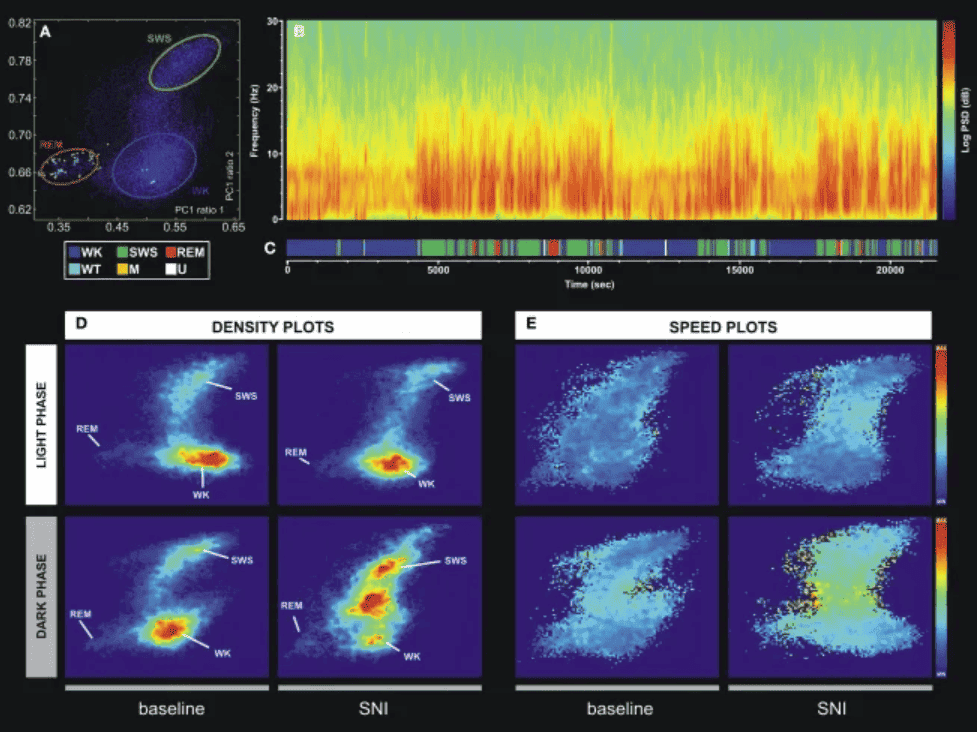 A
SWS
REM
WK
PC1 ratio 1
PC1 ratio 2
0.82
0.78
0.74
0.70
0.66
0.62
0.35
0.45
0.55
0.65
WK SWS REM
WT M U
B
Frequency (Hz)
30
20
10
0
Log PSD (dB)
C
0 5000 10000 15000 20000
Time (sec)
D
DENSITY PLOTS
E
SPEED PLOTS
LIGHT PHASE
SWS
REM
WK
SWS
REM
WK
DARK PHASE
SWS
REM
WK
SWS
REM
WK
baseline
SNI
baseline
SNI